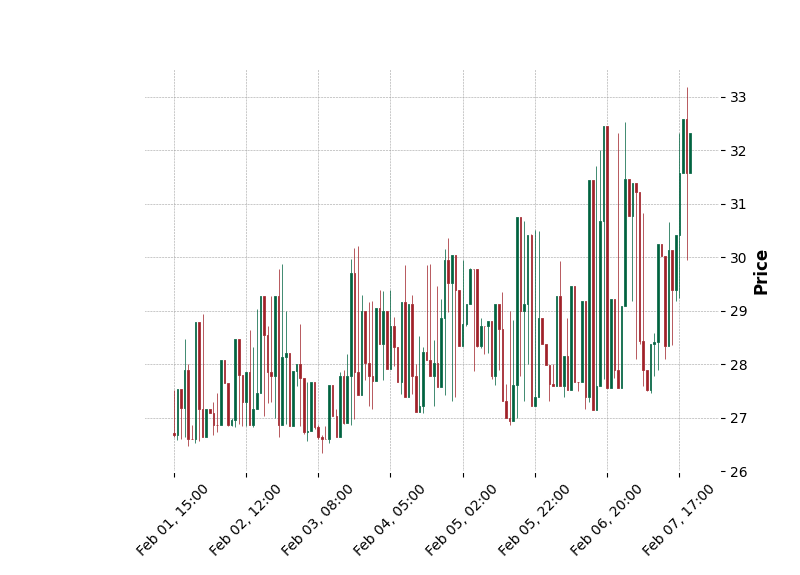 33
32
31
30
29
28
27
26
Price
Feb 01, 15:00
Feb 02, 12:00
Feb 03, 08:00
Feb 04, 05:00
Feb 05, 02:00
Feb 05, 22:00
Feb 06, 20:00
Feb 07, 17:00